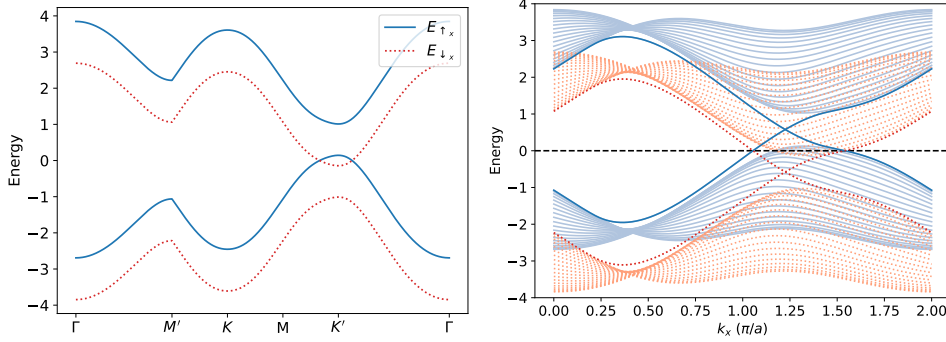 4
3
2
1
0
−1
−2
−3
−4
Energy
Γ
M′
K
M
K′
Γ
E↑ₓ
E↓ₓ
4
3
2
1
0
−1
−2
−3
−4
Energy
0.00 0.25 0.50 0.75 1.00 1.25 1.50 1.75 2.00
kₓ (π/a)